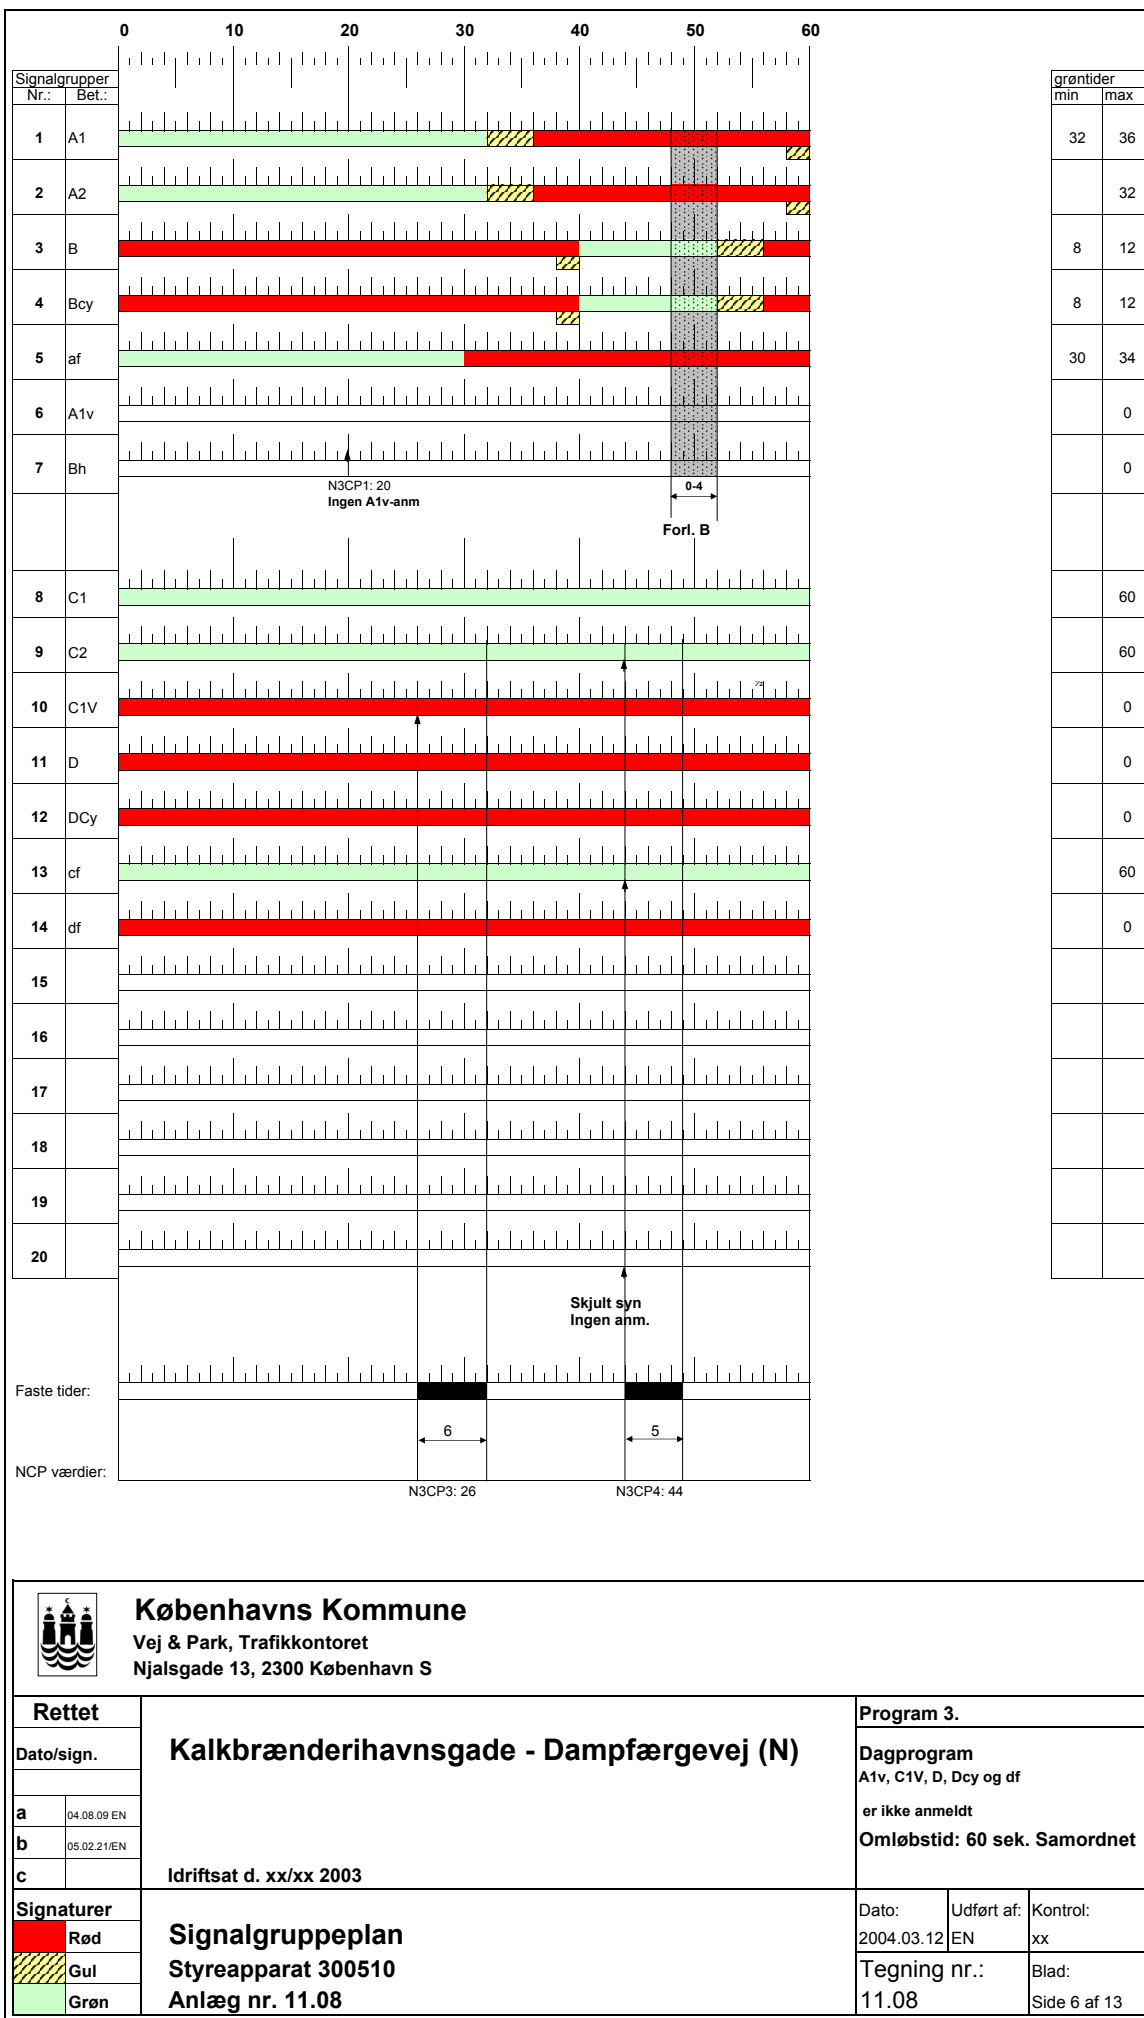 0 10 20 30 40 50 60
Signalgrupper
Nr.: Bet.:
grøntider
min max
1 A1 32 36
2 A2 32
3 B 8 12
4 Bcy 8 12
5 af 30 34
6 A1v 0
7 Bh 0
N3CP1: 20
Ingen A1v-anm
0-4
Forl. B
8 C1 60
9 C2 60
10 C1V 0
11 D 0
12 DCy 0
13 cf 60
14 df 0
15
16
17
18
19
20
Skjult syn
Ingen anm.
Faste tider:
6 5
NCP værdier:
N3CP3: 26 N3CP4: 44
Københavns Kommune
Vej & Park, Trafikkontoret
Njalsgade 13, 2300 København S
Rettet
Dato/sign.
a 04.08.09 EN
b 05.02.21/EN
c
Kalkbrænderihavnsgade - Dampfærgevej (N)
Idriftsat d. xx/xx 2003
Program 3.
Dagprogram
A1v, C1V, D, Dcy og df
er ikke anmeldt
Omløbstid: 60 sek. Samordnet
Signaturer
Rød
Gul
Grøn
Signalgruppeplan
Styreapparat 300510
Anlæg nr. 11.08
Dato: Udført af: Kontrol:
2004.03.12 EN xx
Tegning nr.: Blad:
11.08 Side 6 af 13